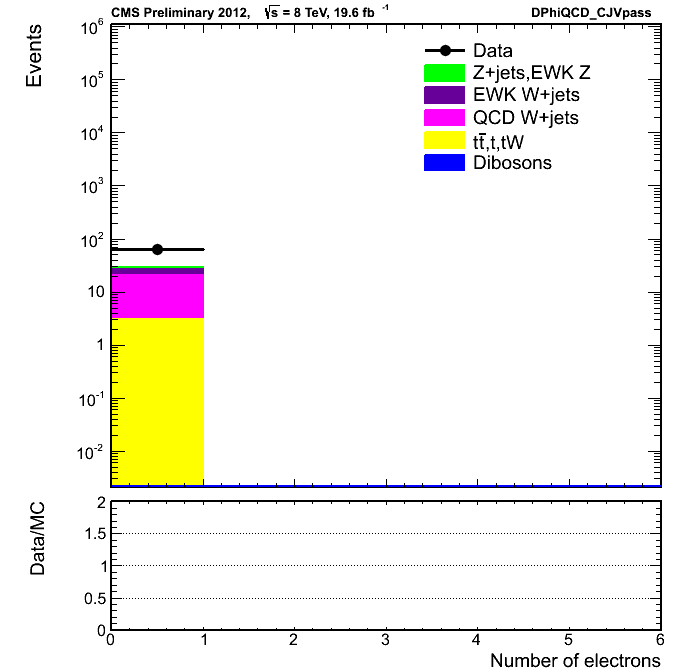 CMS Preliminary 2012, √s = 8 TeV, 19.6 fb⁻¹ DPhiQCD_CJVpass
Events
10⁶
10⁵
10⁴
10³
10²
10
1
10⁻¹
10⁻²
Data
Z+jets,EWK Z
EWK W+jets
QCD W+jets
tt̅,t,tW
Dibosons
Data/MC
2
1.5
1
0.5
0
0 1 2 3 4 5 6
Number of electrons